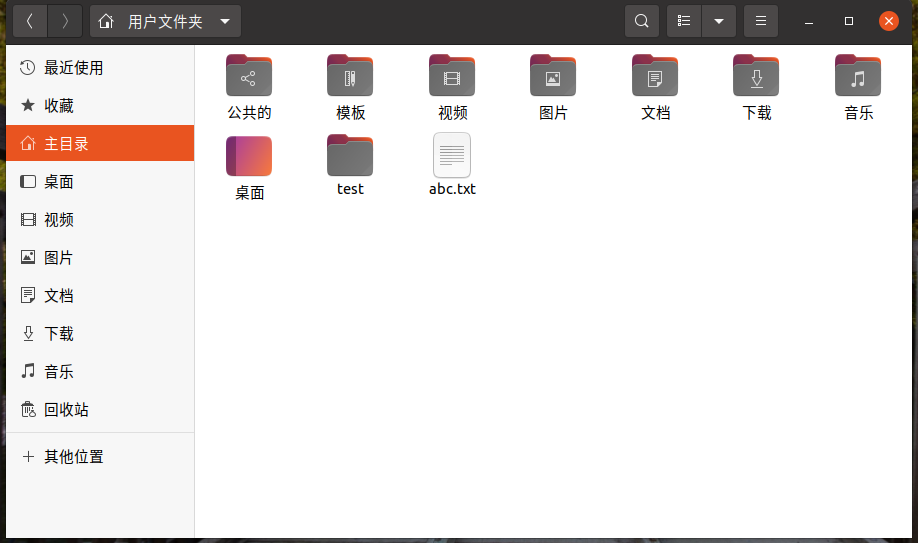 用户文件夹
最近使用
收藏
主目录
桌面
视频
图片
文档
下载
音乐
回收站
其他位置
公共的 模板 视频 图片 文档 下载 音乐
桌面 test abc.txt